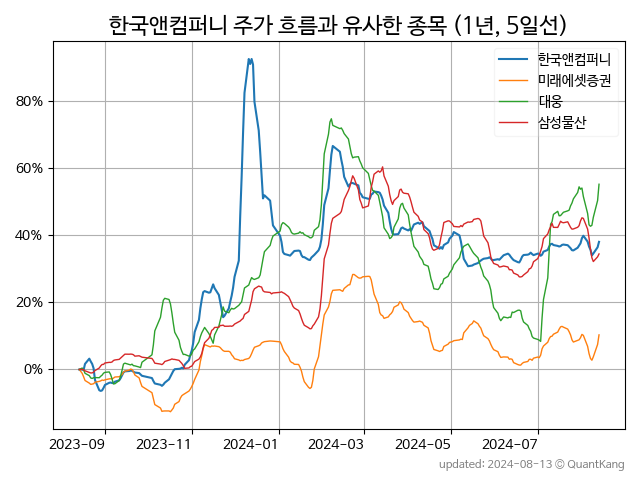 한국앤컴퍼니 주가 흐름과 유사한 종목 (1년, 5일선)
한국앤컴퍼니
미래에셋증권
대웅
삼성물산
80%
60%
40%
20%
0%
2023-09 2023-11 2024-01 2024-03 2024-05 2024-07
updated: 2024-08-13 © QuantKang